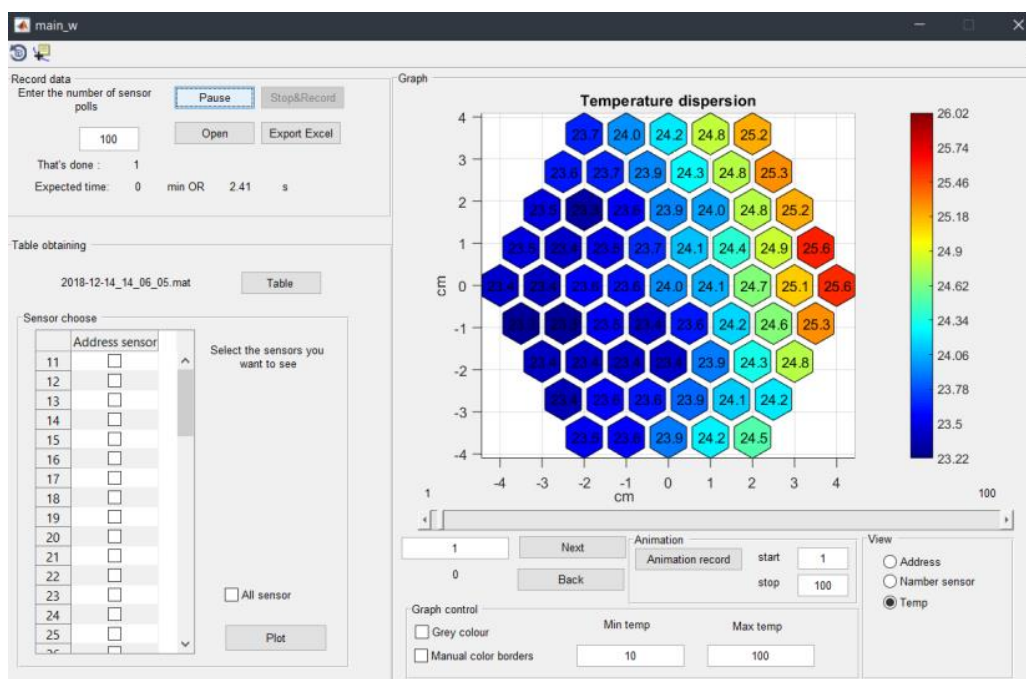 main_w
Record data
Enter the number of sensor
polls
Pause
Stop&Record
100
Open
Export Excel
That's done : 1
Expected time: 0 min OR 2.41 s
Table obtaining
2018-12-14_14_06_05.mat
Table
Sensor choose
Address sensor
Select the sensors you
want to see
11
12
13
14
15
16
17
18
19
20
21
22
23
24
25
All sensor
Plot
Graph
Temperature dispersion
4
3
2
1
0
-1
-2
-3
-4
cm
23.7 24.0 24.2 24.8 25.2
23.7 23.9 24.3 24.8 25.3
23.9 24.0 24.8 25.2
23.7 24.1 24.4 24.9 25.6
24.0 24.1 24.7 25.1 25.6
23.6 24.2 24.6 25.3
23.9 24.3 24.8
23.6 23.9 24.1 24.2
23.9 24.2 24.5
-4 -3 -2 -1 0 1 2 3 4
cm
26.02
25.74
25.46
25.18
24.9
24.62
24.34
24.06
23.78
23.5
23.22
1
100
1
Next
0
Back
Animation
Animation record
start
1
stop
100
View
Address
Namber sensor
Temp
Graph control
Grey colour
Manual color borders
Min temp
Max temp
10
100